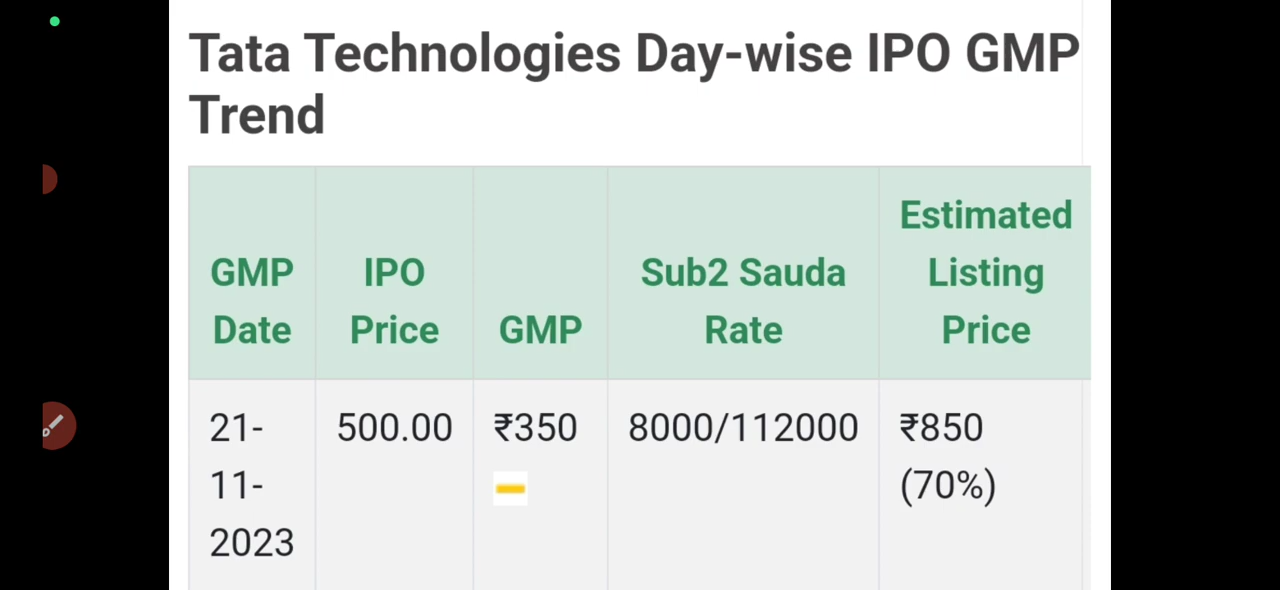 Tata Technologies Day-wise IPO GMP
Trend
GMP Date
IPO Price
GMP
Sub2 Sauda Rate
Estimated Listing Price
21-11-2023
500.00
₹350
8000/112000
₹850 (70%)